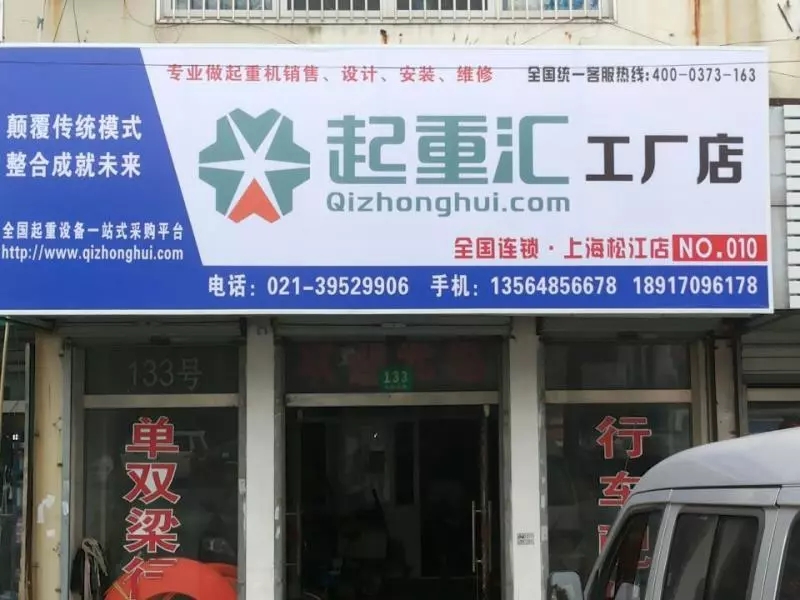 专业做起重机销售、设计、安装、维修
全国统一客服热线:400-0373-163
颠覆传统模式
整合成就未来
起重汇 工厂店
Qizhonghui.com
全国起重设备一站式采购平台
http://www.qizhonghui.com
全国连锁·上海松江店 NO.010
电话：021-39529906 手机：13564856678 18917096178
133号
133
单双梁行
行车配